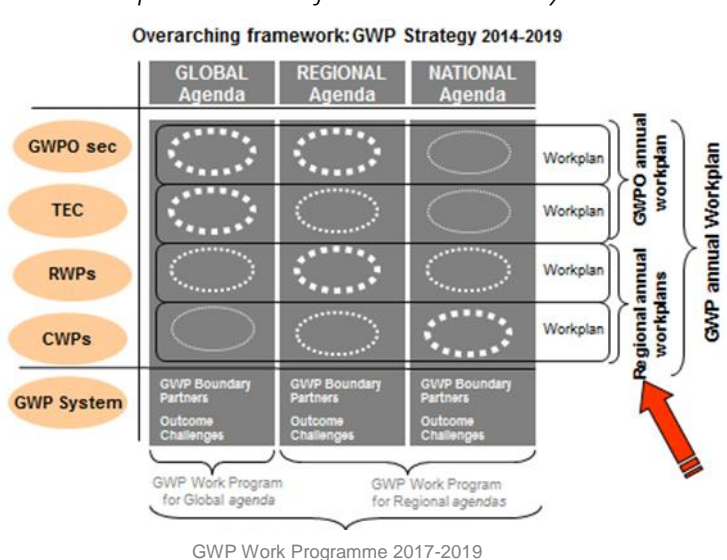 Overarching framework: GWP Strategy 2014-2019
GLOBAL Agenda
REGIONAL Agenda
NATIONAL Agenda
GWPO sec
Workplan
TEC
Workplan
RWPs
Workplan
CWPs
Workplan
GWPO annual workplan
Regional annual workplans
GWP annual Workplan
GWP System
GWP Boundary Partners
Outcome Challenges
GWP Boundary Partners
Outcome Challenges
GWP Boundary Partners
Outcome Challenges
GWP Work Program
for Global agenda
GWP Work Program
for Regional agendas
GWP Work Programme 2017-2019